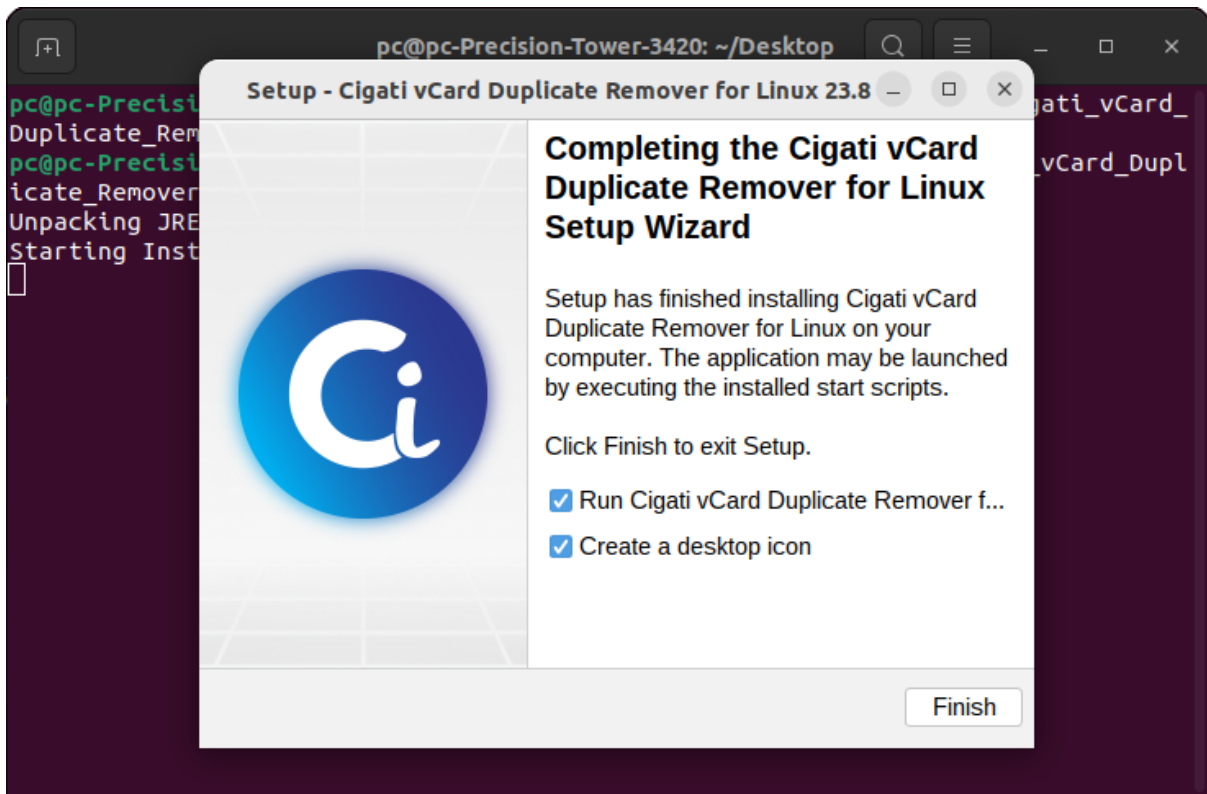 pc@pc-Precision-Tower-3420: ~/Desktop
Setup - Cigati vCard Duplicate Remover for Linux 23.8
pc@pc-Precisi
gati_vCard_
Duplicate_Rem
pc@pc-Precisi
_vCard_Dupl
icate_Remover
Unpacking JRE
Starting Inst
Ci
Completing the Cigati vCard
Duplicate Remover for Linux
Setup Wizard
Setup has finished installing Cigati vCard
Duplicate Remover for Linux on your
computer. The application may be launched
by executing the installed start scripts.
Click Finish to exit Setup.
Run Cigati vCard Duplicate Remover f...
Create a desktop icon
Finish